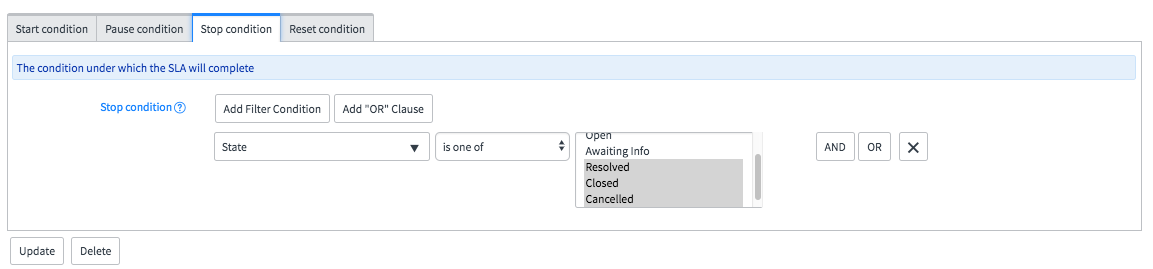 Start condition Pause condition Stop condition Reset condition
The condition under which the SLA will complete
Stop condition ? Add Filter Condition Add "OR" Clause
State is one of
Open
Awaiting Info
Resolved
Closed
Cancelled
AND OR
Update Delete